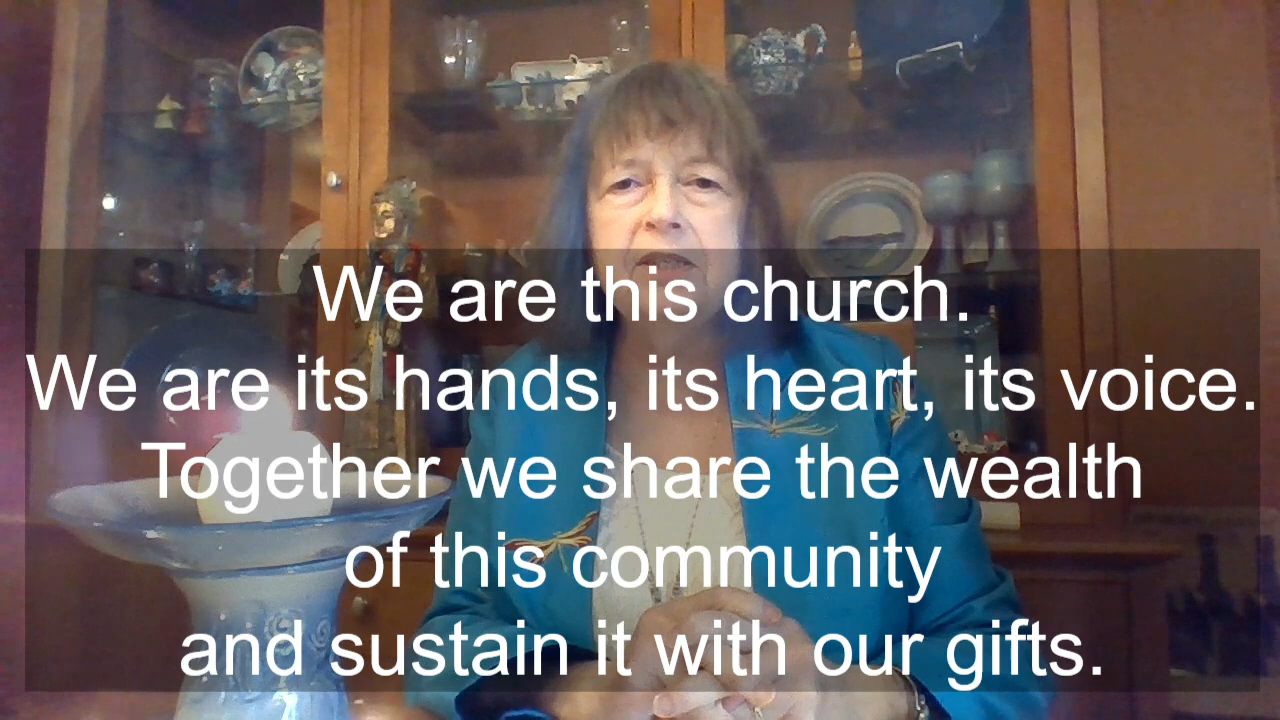 We are this church.
We are its hands, its heart, its voice.
Together we share the wealth
of this community
and sustain it with our gifts.